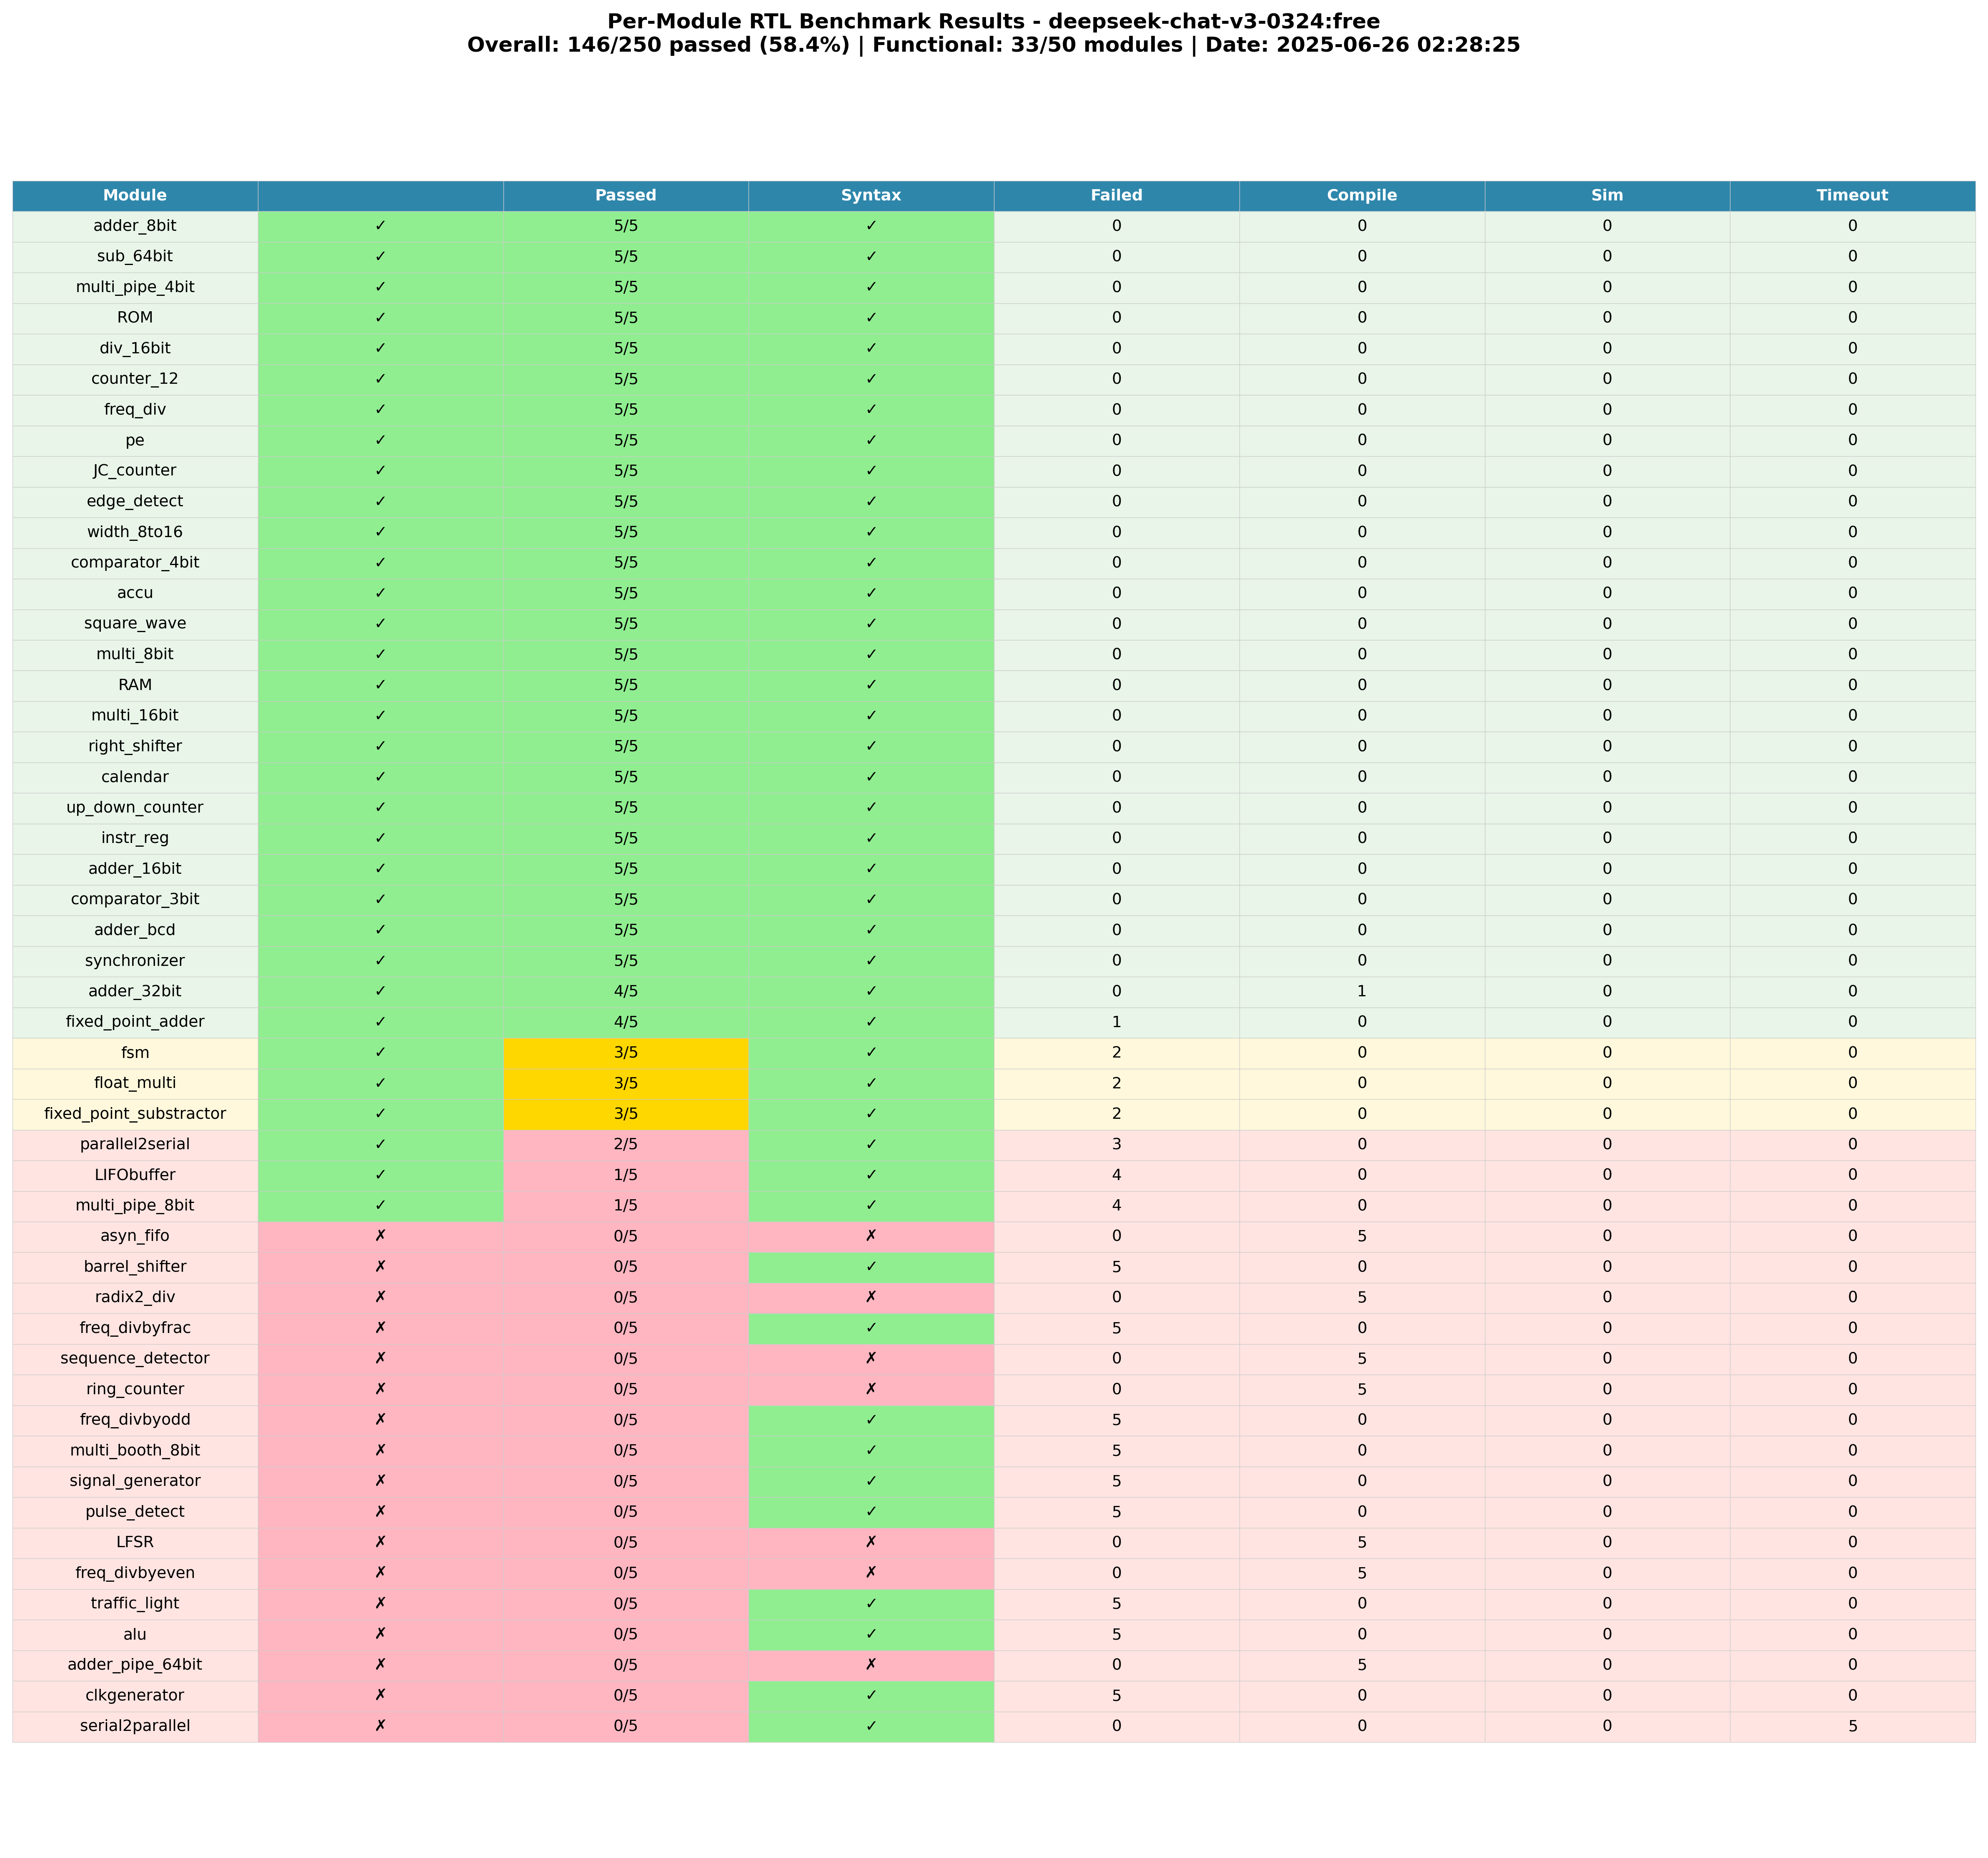 Per-Module RTL Benchmark Results - deepseek-chat-v3-0324:free
Overall: 146/250 passed (58.4%) | Functional: 33/50 modules | Date: 2025-06-26 02:28:25
Module Passed Syntax Failed Compile Sim Timeout
adder_8bit ✓ 5/5 ✓ 0 0 0 0
sub_64bit ✓ 5/5 ✓ 0 0 0 0
multi_pipe_4bit ✓ 5/5 ✓ 0 0 0 0
ROM ✓ 5/5 ✓ 0 0 0 0
div_16bit ✓ 5/5 ✓ 0 0 0 0
counter_12 ✓ 5/5 ✓ 0 0 0 0
freq_div ✓ 5/5 ✓ 0 0 0 0
pe ✓ 5/5 ✓ 0 0 0 0
JC_counter ✓ 5/5 ✓ 0 0 0 0
edge_detect ✓ 5/5 ✓ 0 0 0 0
width_8to16 ✓ 5/5 ✓ 0 0 0 0
comparator_4bit ✓ 5/5 ✓ 0 0 0 0
accu ✓ 5/5 ✓ 0 0 0 0
square_wave ✓ 5/5 ✓ 0 0 0 0
multi_8bit ✓ 5/5 ✓ 0 0 0 0
RAM ✓ 5/5 ✓ 0 0 0 0
multi_16bit ✓ 5/5 ✓ 0 0 0 0
right_shifter ✓ 5/5 ✓ 0 0 0 0
calendar ✓ 5/5 ✓ 0 0 0 0
up_down_counter ✓ 5/5 ✓ 0 0 0 0
instr_reg ✓ 5/5 ✓ 0 0 0 0
adder_16bit ✓ 5/5 ✓ 0 0 0 0
comparator_3bit ✓ 5/5 ✓ 0 0 0 0
adder_bcd ✓ 5/5 ✓ 0 0 0 0
synchronizer ✓ 5/5 ✓ 0 0 0 0
adder_32bit ✓ 4/5 ✓ 0 1 0 0
fixed_point_adder ✓ 4/5 ✓ 1 0 0 0
fsm ✓ 3/5 ✓ 2 0 0 0
float_multi ✓ 3/5 ✓ 2 0 0 0
fixed_point_substractor ✓ 3/5 ✓ 2 0 0 0
parallel2serial ✓ 2/5 ✓ 3 0 0 0
LIFObuffer ✓ 1/5 ✓ 4 0 0 0
multi_pipe_8bit ✓ 1/5 ✓ 4 0 0 0
asyn_fifo ✗ 0/5 ✗ 0 5 0 0
barrel_shifter ✗ 0/5 ✓ 5 0 0 0
radix2_div ✗ 0/5 ✗ 0 5 0 0
freq_divbyfrac ✗ 0/5 ✓ 5 0 0 0
sequence_detector ✗ 0/5 ✗ 0 5 0 0
ring_counter ✗ 0/5 ✗ 0 5 0 0
freq_divbyodd ✗ 0/5 ✓ 5 0 0 0
multi_booth_8bit ✗ 0/5 ✓ 5 0 0 0
signal_generator ✗ 0/5 ✓ 5 0 0 0
pulse_detect ✗ 0/5 ✓ 5 0 0 0
LFSR ✗ 0/5 ✗ 0 5 0 0
freq_divbyeven ✗ 0/5 ✗ 0 5 0 0
traffic_light ✗ 0/5 ✓ 5 0 0 0
alu ✗ 0/5 ✓ 5 0 0 0
adder_pipe_64bit ✗ 0/5 ✗ 0 5 0 0
clkgenerator ✗ 0/5 ✓ 5 0 0 0
serial2parallel ✗ 0/5 ✓ 0 0 0 5